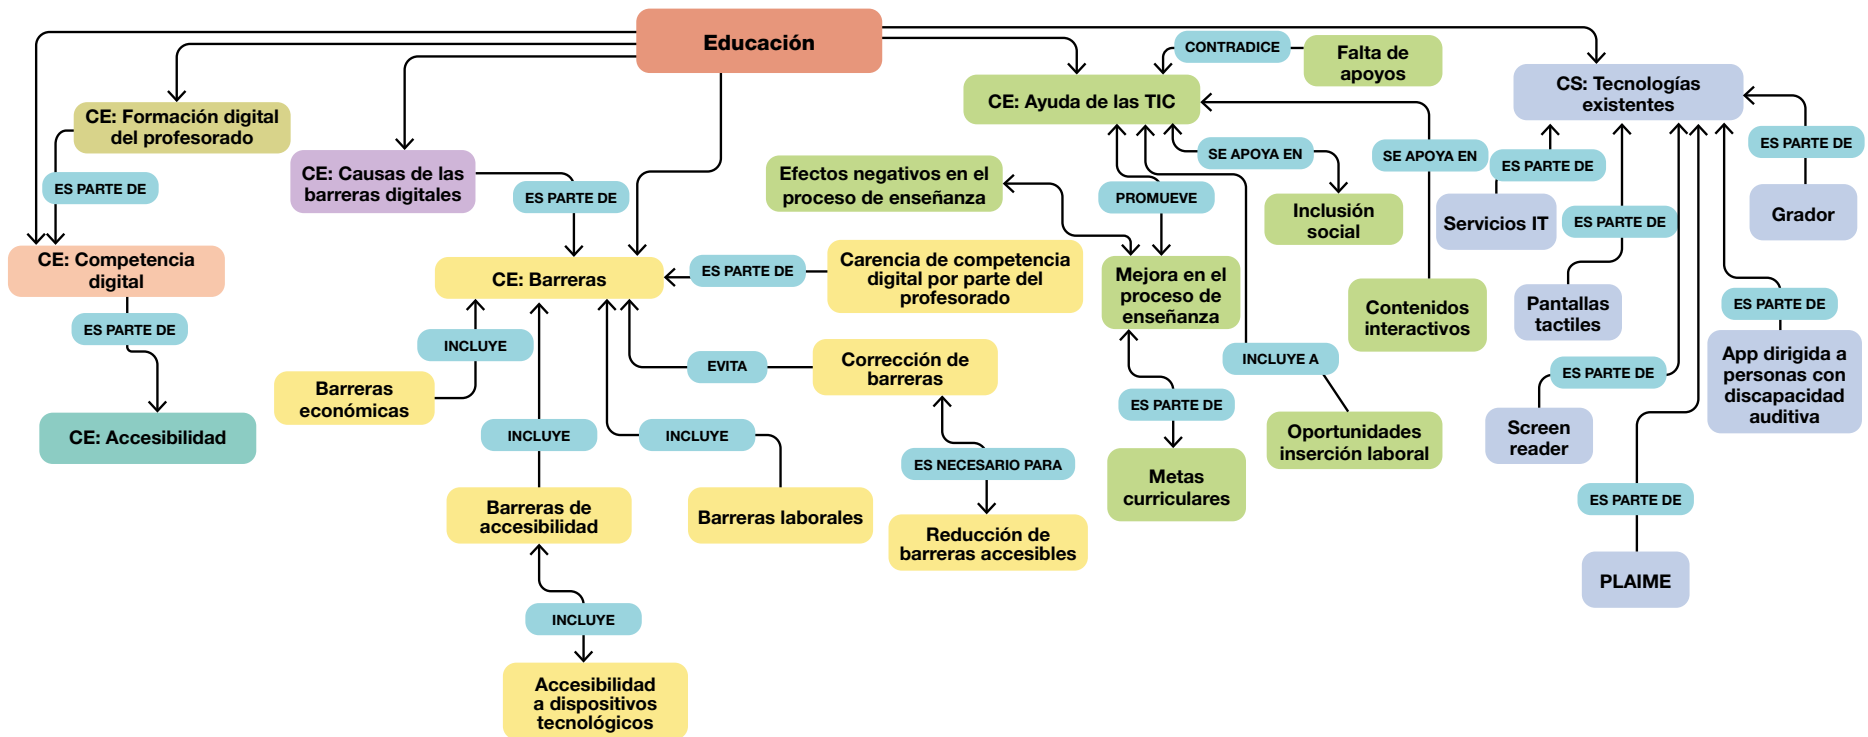 Educación
CONTRADICE
Falta de
apoyos
CE: Formación digital
del profesorado
CE: Ayuda de las TIC
CS: Tecnologías
existentes
ES PARTE DE
CE: Causas de las
barreras digitales
ES PARTE DE
Efectos negativos en el
proceso de enseñanza
PROMUEVE
SE APOYA EN
SE APOYA EN
ES PARTE DE
ES PARTE DE
Inclusión
social
Servicios IT
ES PARTE DE
Grador
CE: Competencia
digital
CE: Barreras
ES PARTE DE
Carencia de competencia
digital por parte del
profesorado
Mejora en el
proceso de
enseñanza
Contenidos
interactivos
Pantallas
tactiles
ES PARTE DE
ES PARTE DE
INCLUYE
EVITA
Corrección de
barreras
INCLUYE A
ES PARTE DE
App dirigida a
personas con
discapacidad
auditiva
Barreras
económicas
ES PARTE DE
CE: Accesibilidad
INCLUYE
INCLUYE
ES NECESARIO PARA
Oportunidades
inserción laboral
Screen
reader
Metas
curriculares
ES PARTE DE
Barreras de
accesibilidad
Barreras laborales
Reducción de
barreras accesibles
PLAIME
INCLUYE
Accesibilidad
a dispositivos
tecnológicos